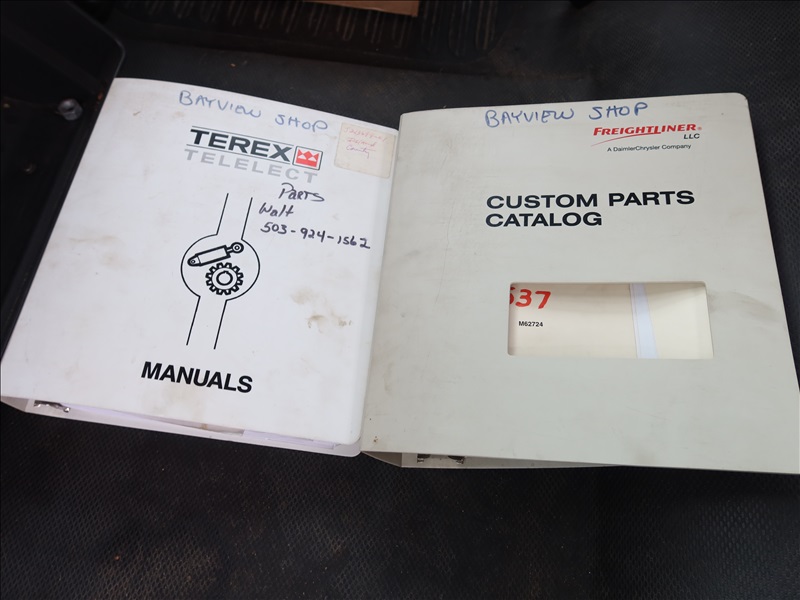 BAYVIEW SHOP
TEREX
TELELECT
Parts
Walt
503-924-1562
MANUALS
BAYVIEW SHOP
FREIGHTLINER®
LLC
A DaimlerChrysler Company
CUSTOM PARTS
CATALOG
537
M62724